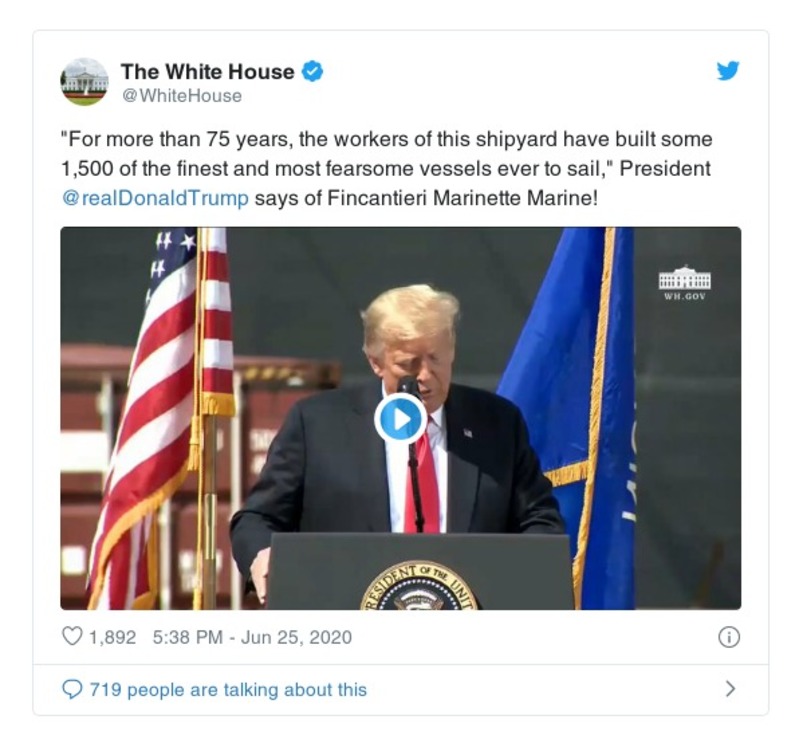 The White House
@WhiteHouse
"For more than 75 years, the workers of this shipyard have built some
1,500 of the finest and most fearsome vessels ever to sail," President
@realDonaldTrump says of Fincantieri Marinette Marine!
WH.GOV
PRESIDENT OF THE UNIT
1,892 5:38 PM - Jun 25, 2020
719 people are talking about this